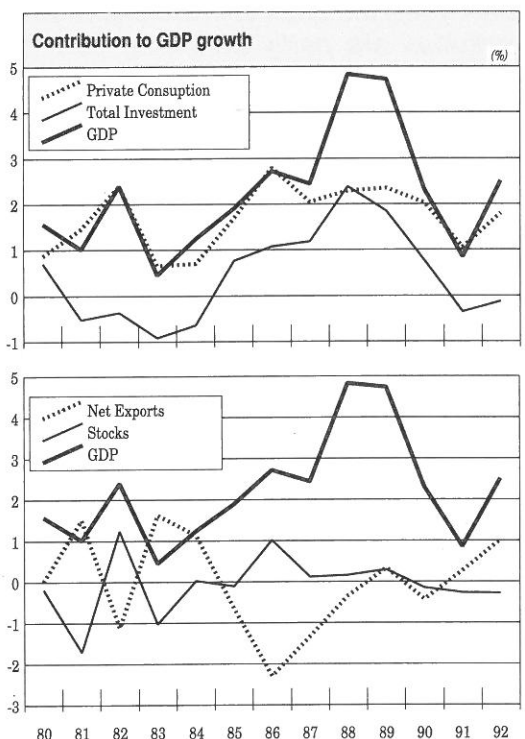 Contribution to GDP growth
(%)
5
4
3
2
1
0
-1
Private Consuption
Total Investment
GDP
5
4
3
2
1
0
-1
-2
-3
Net Exports
Stocks
GDP
80 81 82 83 84 85 86 87 88 89 90 91 92